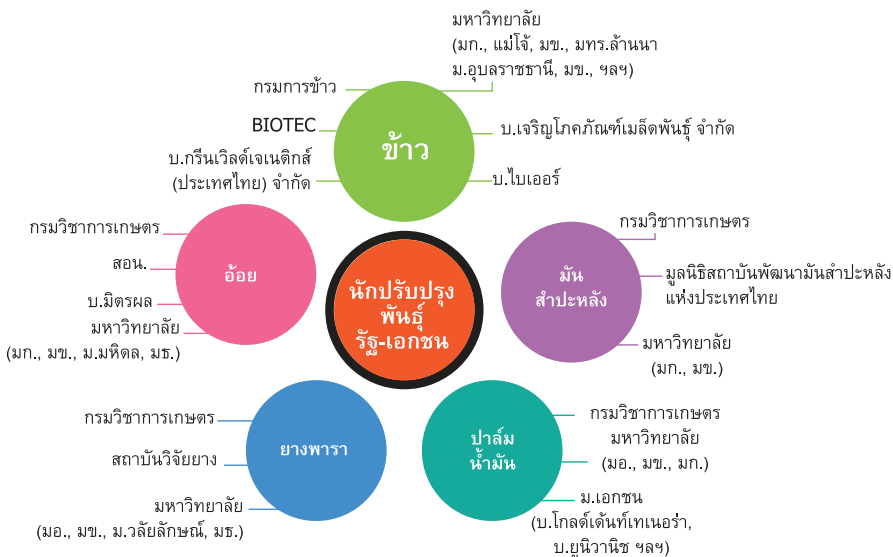 มหาวิทยาลัย
(มก., แม่โจ้, มข., มทร.ล้านนา
ม.อุบลราชธานี, มข., ฯลฯ)
กรมการข้าว
BIOTEC
บ.กรีนเวิลด์เจเนติกส์
(ประเทศไทย) จำกัด
ข้าว
บ.เจริญโภคภัณฑ์เมล็ดพันธุ์ จำกัด
บ.ไบเออร์
กรมวิชาการเกษตร
สอน.
บ.มิตรผล
มหาวิทยาลัย
(มก., มข., ม.มหิดล, มธ.)
อ้อย
นักปรับปรุง
พันธุ์
รัฐ-เอกชน
มัน
สำปะหลัง
กรมวิชาการเกษตร
มูลนิธิสถาบันพัฒนามันสำปะหลัง
แห่งประเทศไทย
มหาวิทยาลัย
(มก., มข.)
กรมวิชาการเกษตร
สถาบันวิจัยยาง
มหาวิทยาลัย
(มอ., มข., ม.วลัยลักษณ์, มธ.)
ยางพารา
ปาล์ม
น้ำมัน
กรมวิชาการเกษตร
มหาวิทยาลัย
(มอ., มข., มก.)
ม.เอกชน
(บ.โกลด์เด้นท์เทเนอร่า,
บ.ยูนิวานิช ฯลฯ)